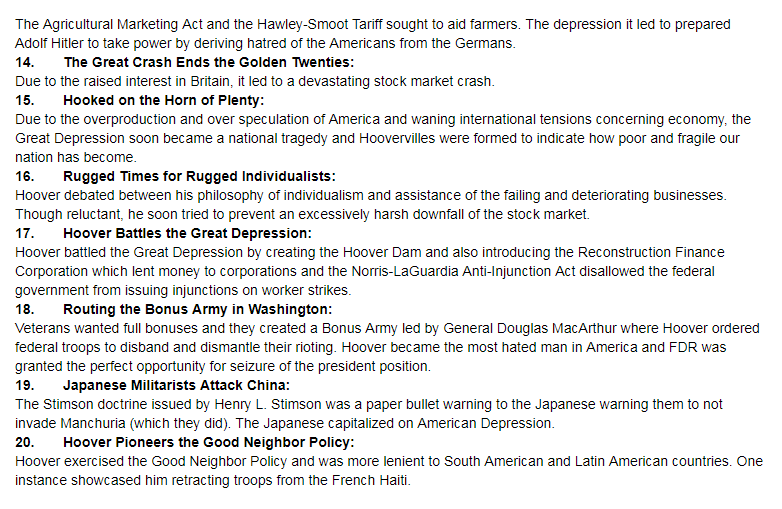 The Agricultural Marketing Act and the Hawley-Smoot Tariff sought to aid farmers. The depression it led to prepared
Adolf Hitler to take power by deriving hatred of the Americans from the Germans.
14. The Great Crash Ends the Golden Twenties:
Due to the raised interest in Britain, it led to a devastating stock market crash.
15. Hooked on the Horn of Plenty:
Due to the overproduction and over speculation of America and waning international tensions concerning economy, the
Great Depression soon became a national tragedy and Hoovervilles were formed to indicate how poor and fragile our
nation has become.
16. Rugged Times for Rugged Individualists:
Hoover debated between his philosophy of individualism and assistance of the failing and deteriorating businesses.
Though reluctant, he soon tried to prevent an excessively harsh downfall of the stock market.
17. Hoover Battles the Great Depression:
Hoover battled the Great Depression by creating the Hoover Dam and also introducing the Reconstruction Finance
Corporation which lent money to corporations and the Norris-LaGuardia Anti-Injunction Act disallowed the federal
government from issuing injunctions on worker strikes.
18. Routing the Bonus Army in Washington:
Veterans wanted full bonuses and they created a Bonus Army led by General Douglas MacArthur where Hoover ordered
federal troops to disband and dismantle their rioting. Hoover became the most hated man in America and FDR was
granted the perfect opportunity for seizure of the president position.
19. Japanese Militarists Attack China:
The Stimson doctrine issued by Henry L. Stimson was a paper bullet warning to the Japanese warning them to not
invade Manchuria (which they did). The Japanese capitalized on American Depression.
20. Hoover Pioneers the Good Neighbor Policy:
Hoover exercised the Good Neighbor Policy and was more lenient to South American and Latin American countries. One
instance showcased him retracting troops from the French Haiti.